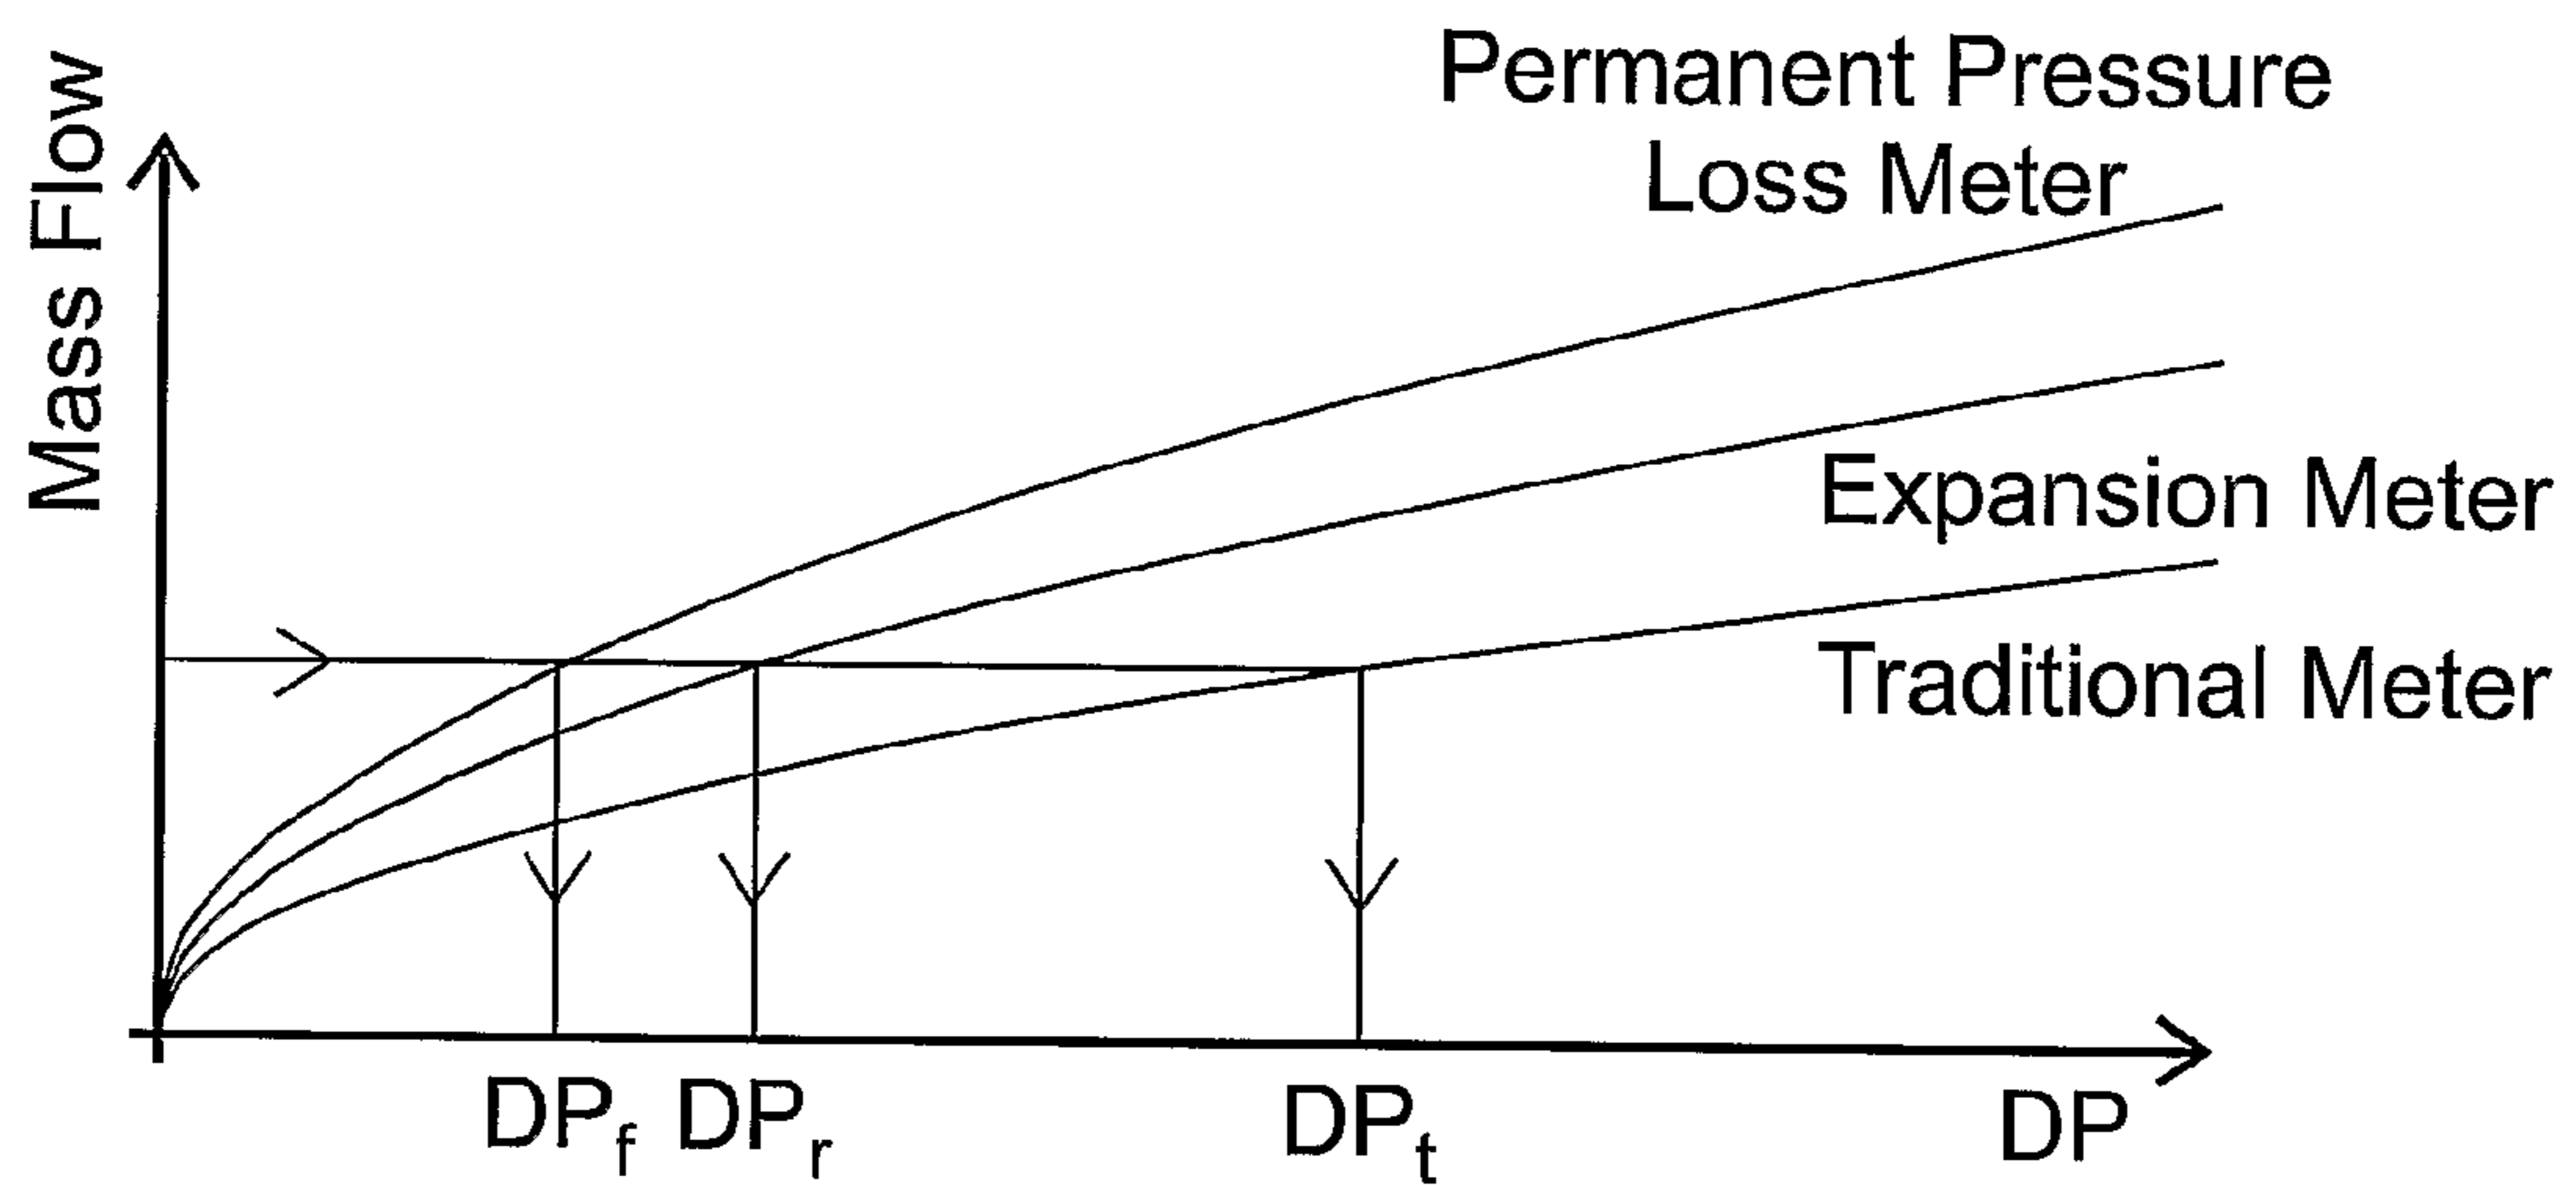 Permanent Pressure
Loss Meter
Mass Flow
Expansion Meter
Traditional Meter
DPf DPr DPt DP